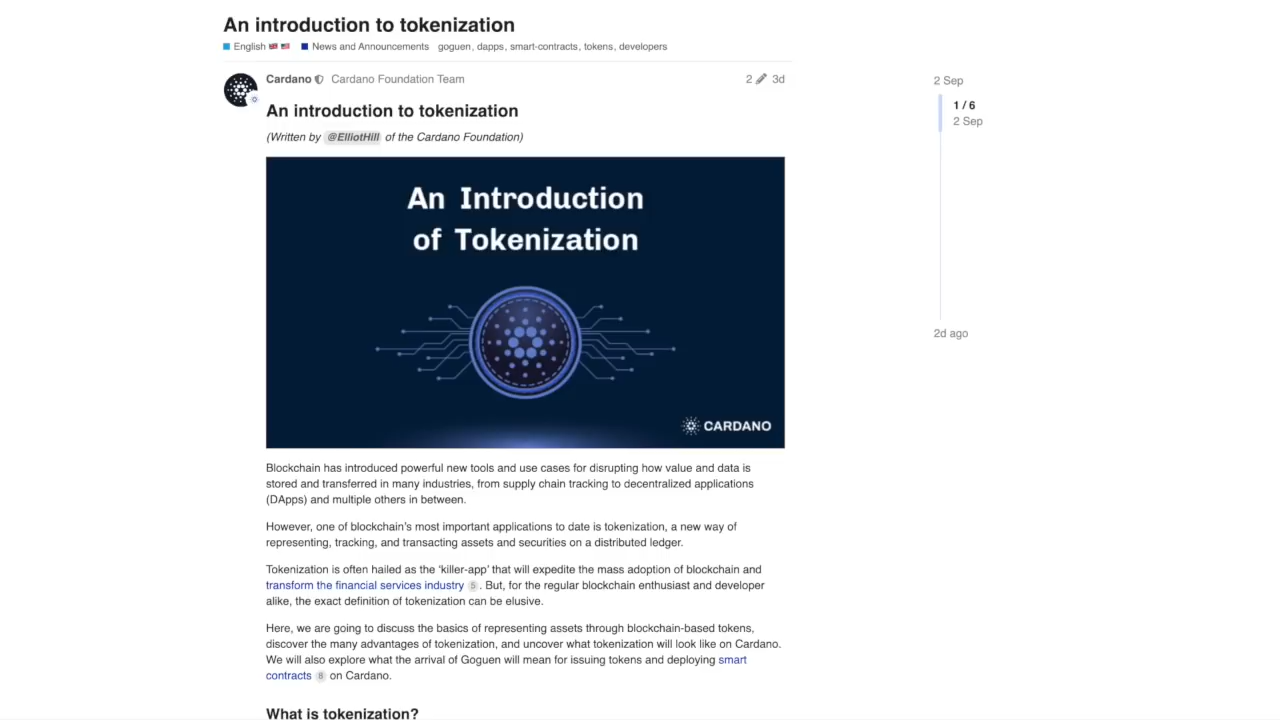 An introduction to tokenization
English News and Announcements goguen, dapps, smart-contracts, tokens, developers
Cardano Cardano Foundation Team 2 3d
An introduction to tokenization
(Written by @ElliotHill of the Cardano Foundation)
An Introduction
of Tokenization
CARDANO
Blockchain has introduced powerful new tools and use cases for disrupting how value and data is
stored and transferred in many industries, from supply chain tracking to decentralized applications
(DApps) and multiple others in between.
However, one of blockchain’s most important applications to date is tokenization, a new way of
representing, tracking, and transacting assets and securities on a distributed ledger.
Tokenization is often hailed as the ‘killer-app’ that will expedite the mass adoption of blockchain and
transform the financial services industry 5 . But, for the regular blockchain enthusiast and developer
alike, the exact definition of tokenization can be elusive.
Here, we are going to discuss the basics of representing assets through blockchain-based tokens,
discover the many advantages of tokenization, and uncover what tokenization will look like on Cardano.
We will also explore what the arrival of Goguen will mean for issuing tokens and deploying smart
contracts 8 on Cardano.
What is tokenization?
2 Sep
1 / 6
2 Sep
2d ago